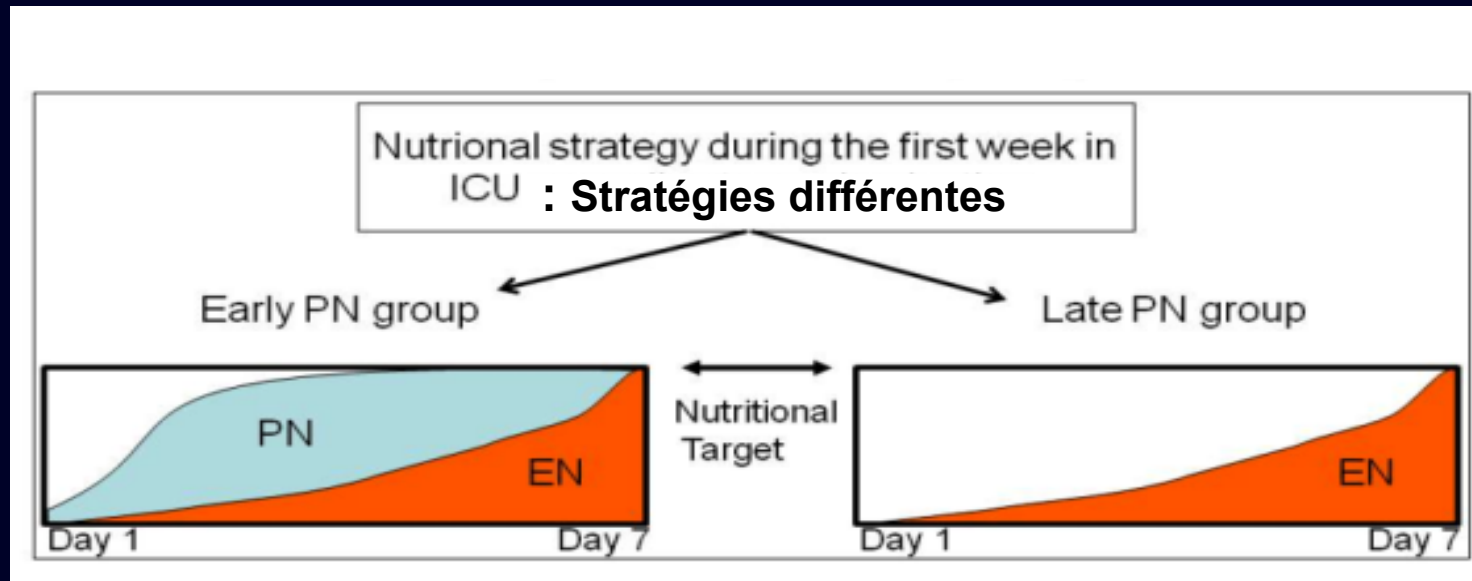 Nutrional strategy during the first week in
ICU : Stratégies différentes
Early PN group
Late PN group
PN
EN
Nutritional
Target
EN
Day 1
Day 7
Day 1
Day 7